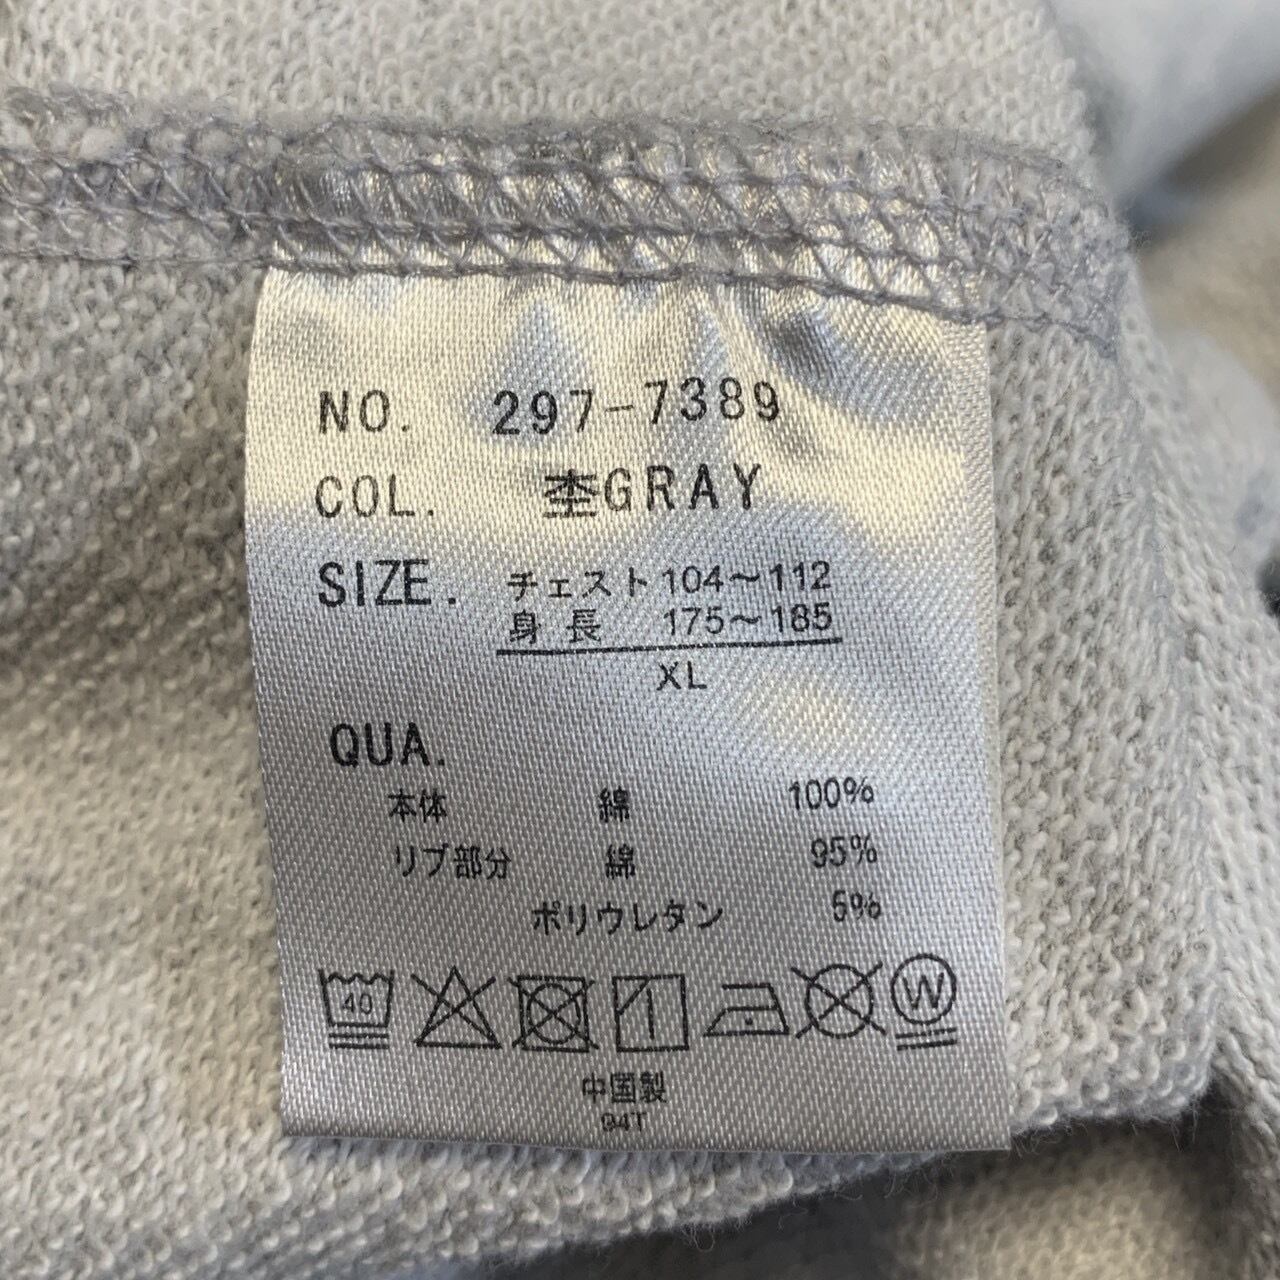 NO. 297-7389
COL. 杢GRAY
SIZE. チェスト104～112
身長 175～185
XL
QUA.
本体 綿 100%
リブ部分 綿 95%
ポリウレタン 5%
40 W
中国製
94T